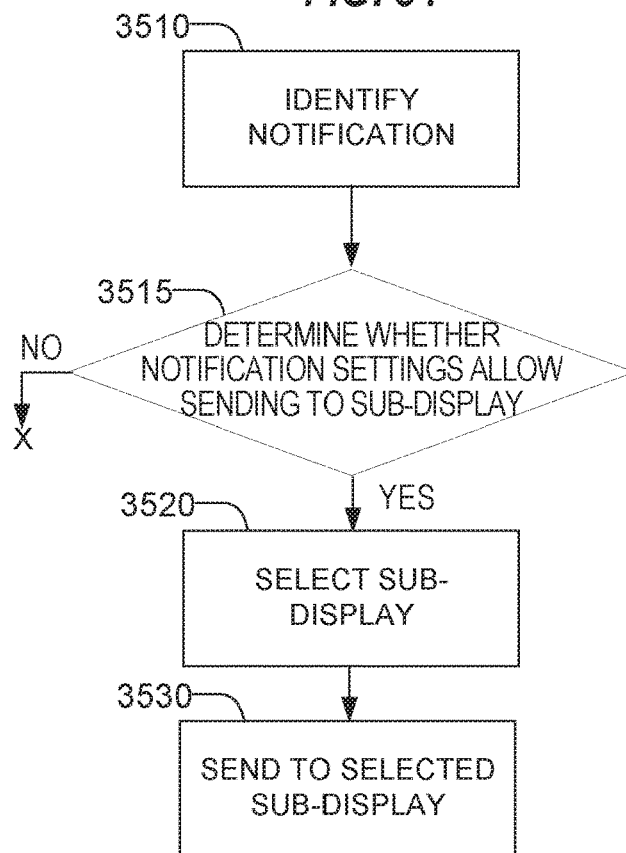 3510
IDENTIFY
NOTIFICATION
3515
NO
DETERMINE WHETHER
NOTIFICATION SETTINGS ALLOW
SENDING TO SUB-DISPLAY
X
YES
3520
SELECT SUB-
DISPLAY
3530
SEND TO SELECTED
SUB-DISPLAY